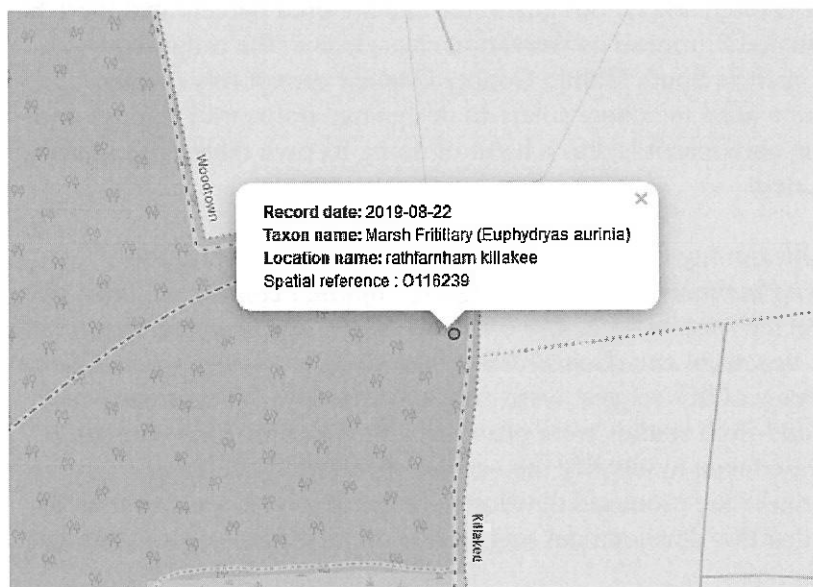 Woodtown
×
Record date: 2019-08-22
Taxon name: Marsh Fritillary (Euphydryas aurinia)
Location name: rathfarnham killakee
Spatial reference : O116239
Killakee